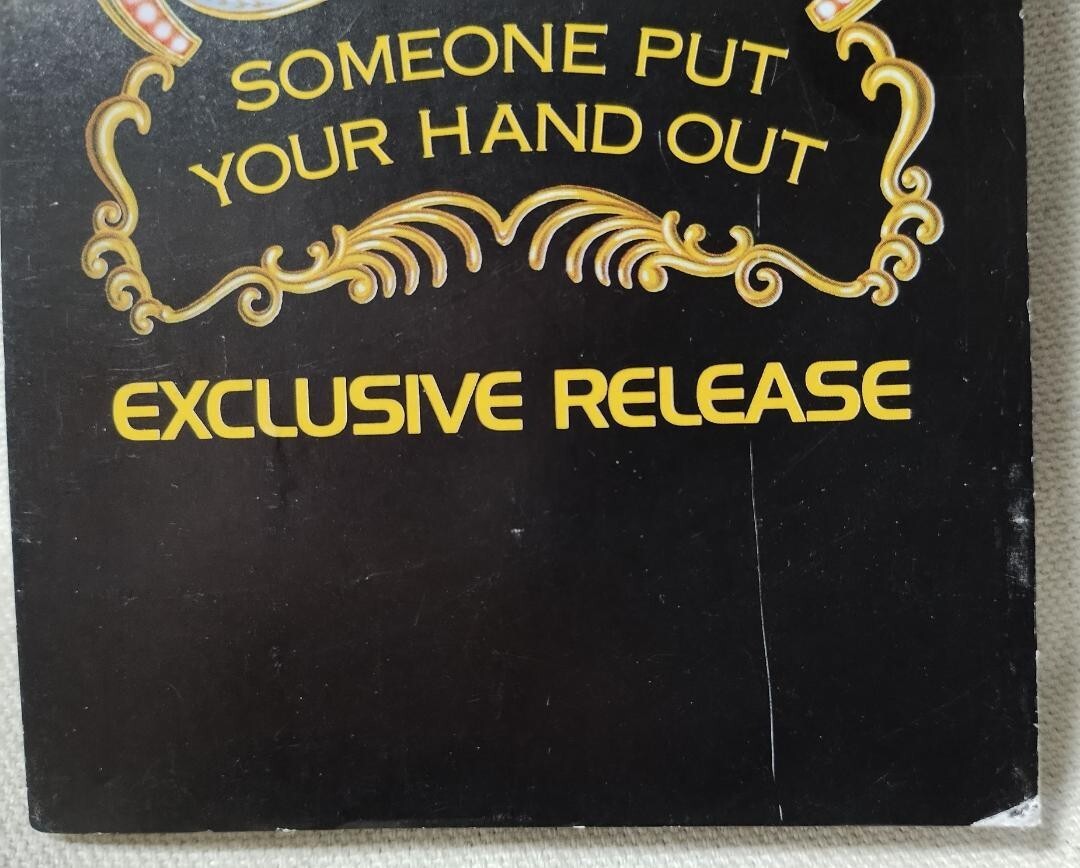 SOMEONE PUT
YOUR HAND OUT
EXCLUSIVE RELEASE